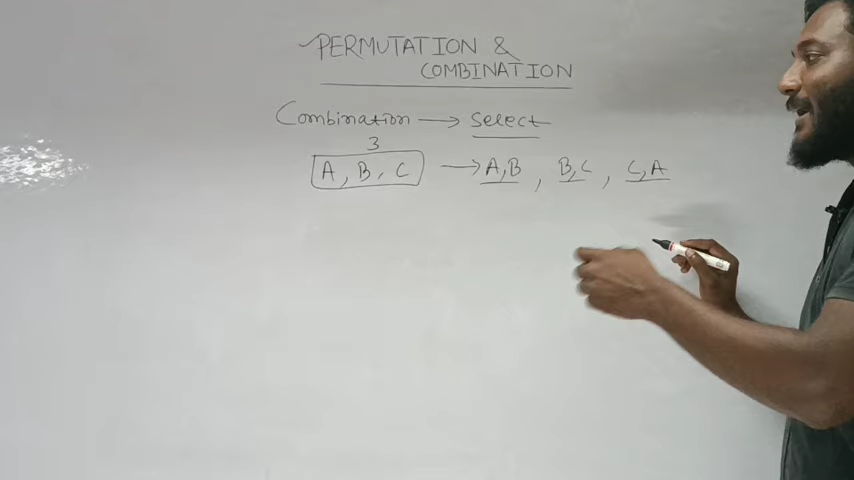 PERMUTATION &
COMBINATION
Combination → Select
3
A, B, C → A,B , B,C , C,A